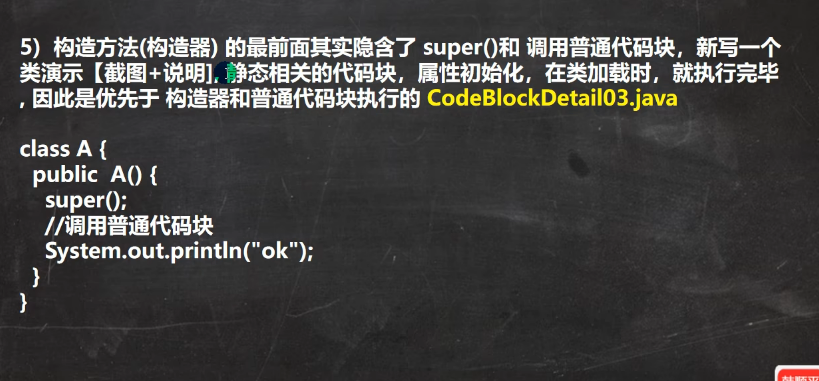 5)  构造方法(构造器) 的最前面其实隐含了 super()和 调用普通代码块，新写一个
类演示【截图+说明], 静态相关的代码块，属性初始化，在类加载时，就执行完毕
, 因此是优先于 构造器和普通代码块执行的 CodeBlockDetail03.java
class A {
public  A() {
super();
//调用普通代码块
System.out.println("ok");
}
}